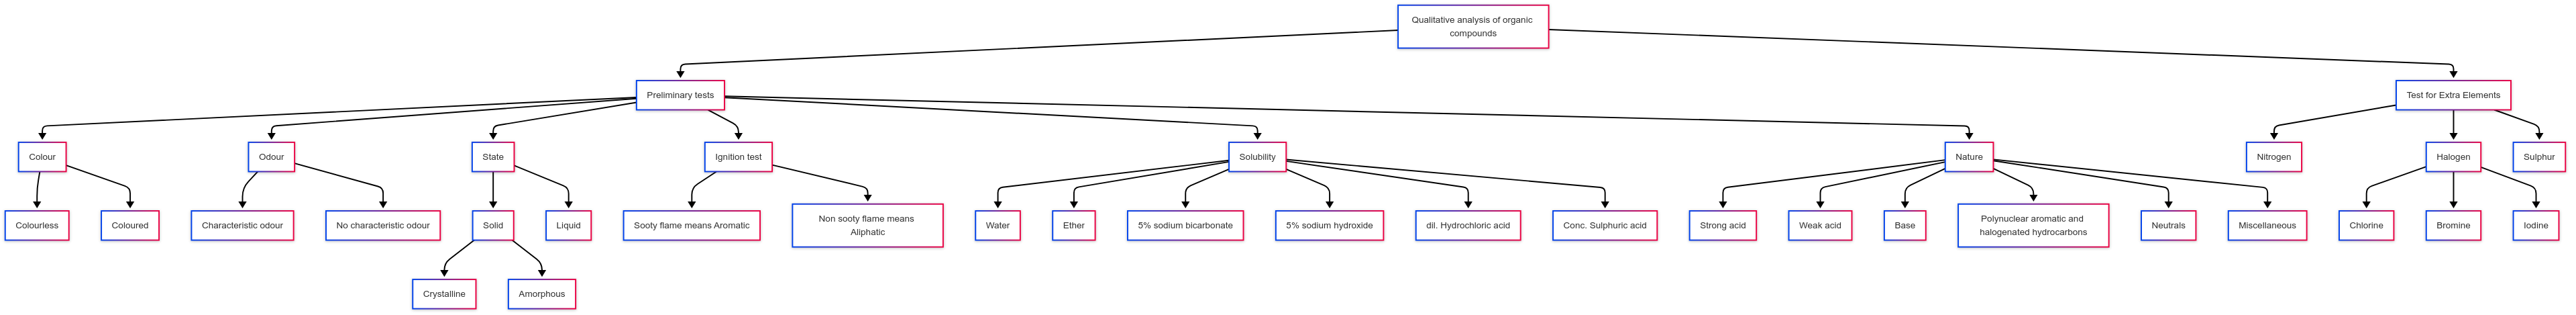 Qualitative analysis of organic
compounds
Preliminary tests
Test for Extra Elements
Colour
Odour
State
Ignition test
Solubility
Nature
Nitrogen
Halogen
Sulphur
Colourless
Coloured
Characteristic odour
No characteristic odour
Solid
Liquid
Sooty flame means Aromatic
Non sooty flame means
Aliphatic
Water
Ether
5% sodium bicarbonate
5% sodium hydroxide
dil. Hydrochloric acid
Conc. Sulphuric acid
Strong acid
Weak acid
Base
Polynuclear aromatic and
halogenated hydrocarbons
Neutrals
Miscellaneous
Chlorine
Bromine
Iodine
Crystalline
Amorphous